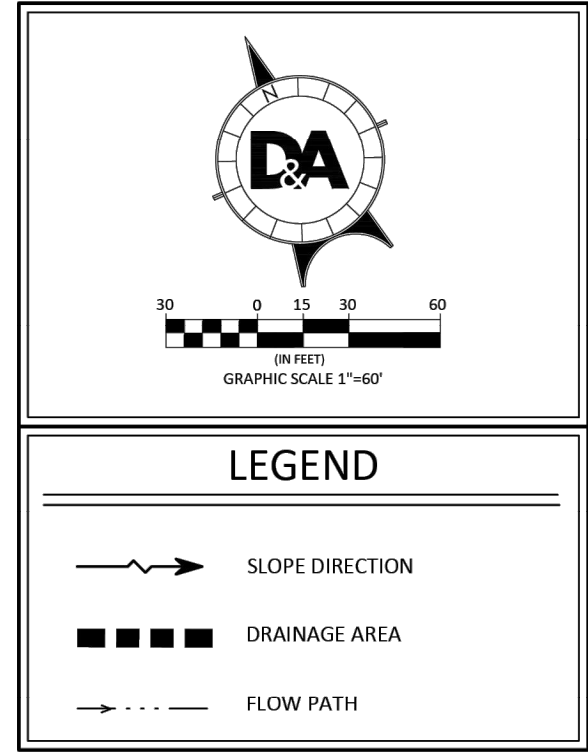 N
D&A
30 0 15 30 60
(IN FEET)
GRAPHIC SCALE 1"=60'
LEGEND
SLOPE DIRECTION
DRAINAGE AREA
FLOW PATH